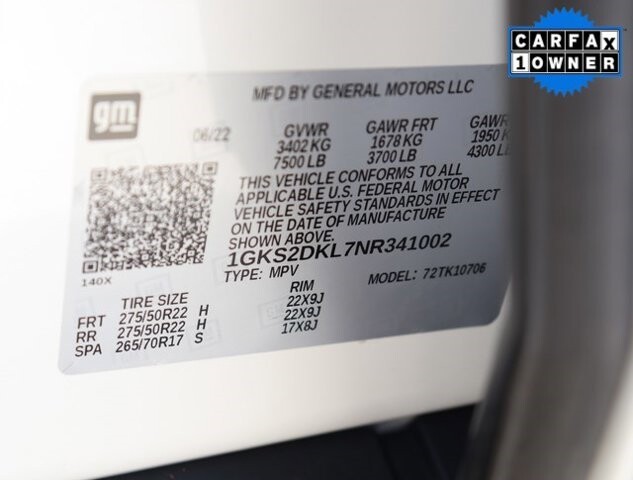 CARFAX
1 OWNER
gm
MFD BY GENERAL MOTORS LLC
06/22 GVWR GAWR FRT GAWR
3402 KG 1678 KG 1950 K
7500 LB 3700 LB 4300 L
THIS VEHICLE CONFORMS TO ALL
APPLICABLE U.S. FEDERAL MOTOR
VEHICLE SAFETY STANDARDS IN EFFECT
ON THE DATE OF MANUFACTURE
SHOWN ABOVE.
1GKS2DKL7NR341002
140X
TYPE: MPV MODEL: 72TK10706
TIRE SIZE RIM
FRT 275/50R22 H 22X9J
RR 275/50R22 H 22X9J
SPA 265/70R17 S 17X8J